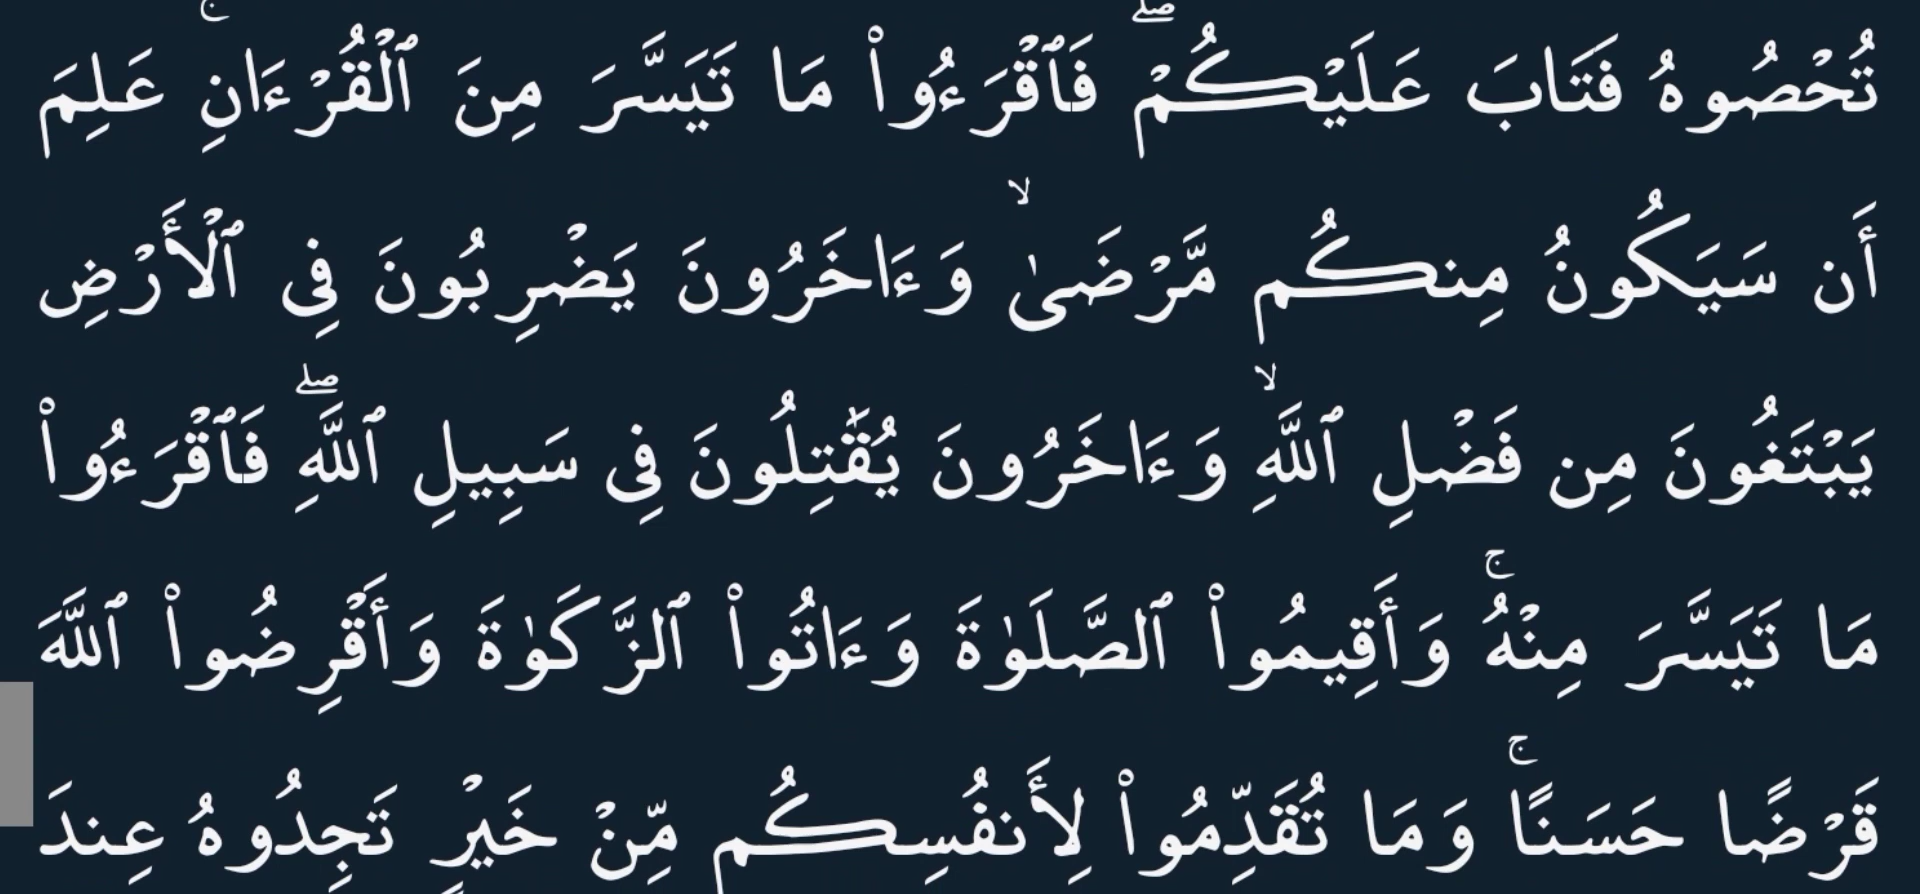 تُحْصُوهُ فَتَابَ عَلَيْكُمْۖ فَٱقْرَءُوا۟ مَا تَيَسَّرَ مِنَ ٱلْقُرْءَانِۚ عَلِمَ
أَن سَيَكُونُ مِنكُم مَّرْضَىٰۙ وَءَاخَرُونَ يَضْرِبُونَ فِى ٱلْأَرْضِ
يَبْتَغُونَ مِن فَضْلِ ٱللَّهِۙ وَءَاخَرُونَ يُقَٰتِلُونَ فِى سَبِيلِ ٱللَّهِۖ فَٱقْرَءُوا۟
مَا تَيَسَّرَ مِنْهُۚ وَأَقِيمُوا۟ ٱلصَّلَوٰةَ وَءَاتُوا۟ ٱلزَّكَوٰةَ وَأَقْرِضُوا۟ ٱللَّهَ
قَرْضًا حَسَنًاۚ وَمَا تُقَدِّمُوا۟ لِأَنفُسِكُم مِّنْ خَيْرٍ تَجِدُوهُ عِندَ